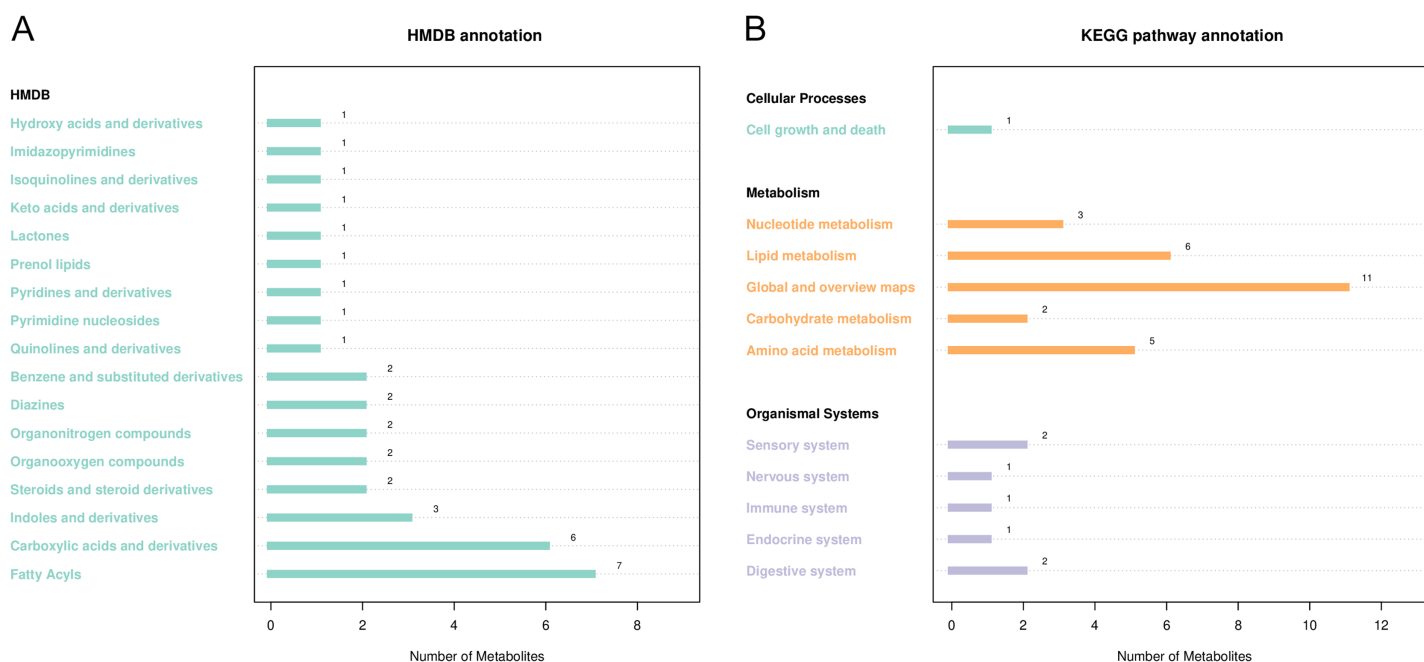 A
HMDB annotation
HMDB
Hydroxy acids and derivatives 1
Imidazopyrimidines 1
Isoquinolines and derivatives 1
Keto acids and derivatives 1
Lactones 1
Prenol lipids 1
Pyridines and derivatives 1
Pyrimidine nucleosides 1
Quinolines and derivatives 1
Benzene and substituted derivatives 2
Diazines 2
Organonitrogen compounds 2
Organooxygen compounds 2
Steroids and steroid derivatives 2
Indoles and derivatives 3
Carboxylic acids and derivatives 6
Fatty Acyls 7
0 2 4 6 8
Number of Metabolites
B
KEGG pathway annotation
Cellular Processes
Cell growth and death 1
Metabolism
Nucleotide metabolism 3
Lipid metabolism 6
Global and overview maps 11
Carbohydrate metabolism 2
Amino acid metabolism 5
Organismal Systems
Sensory system 2
Nervous system 1
Immune system 1
Endocrine system 1
Digestive system 2
0 2 4 6 8 10 12
Number of Metabolites